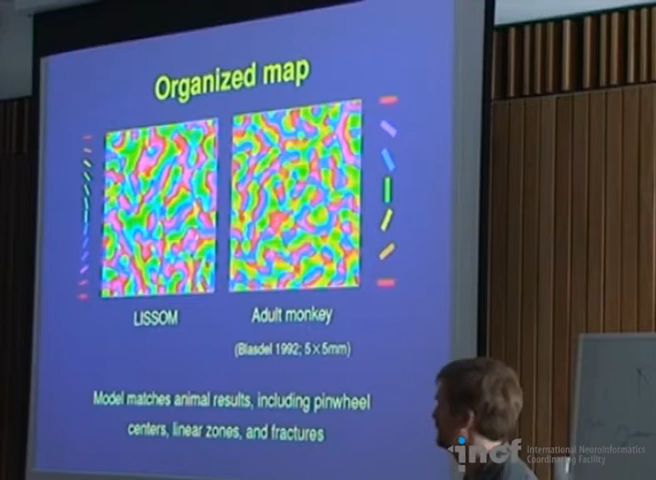 Organized map
LISSOM
Adult monkey
(Blasdel 1992; 5×5mm)
Model matches animal results, including pinwheel
centers, linear zones, and fractures
incf
International Neuroinformatics
Coordinating Facility